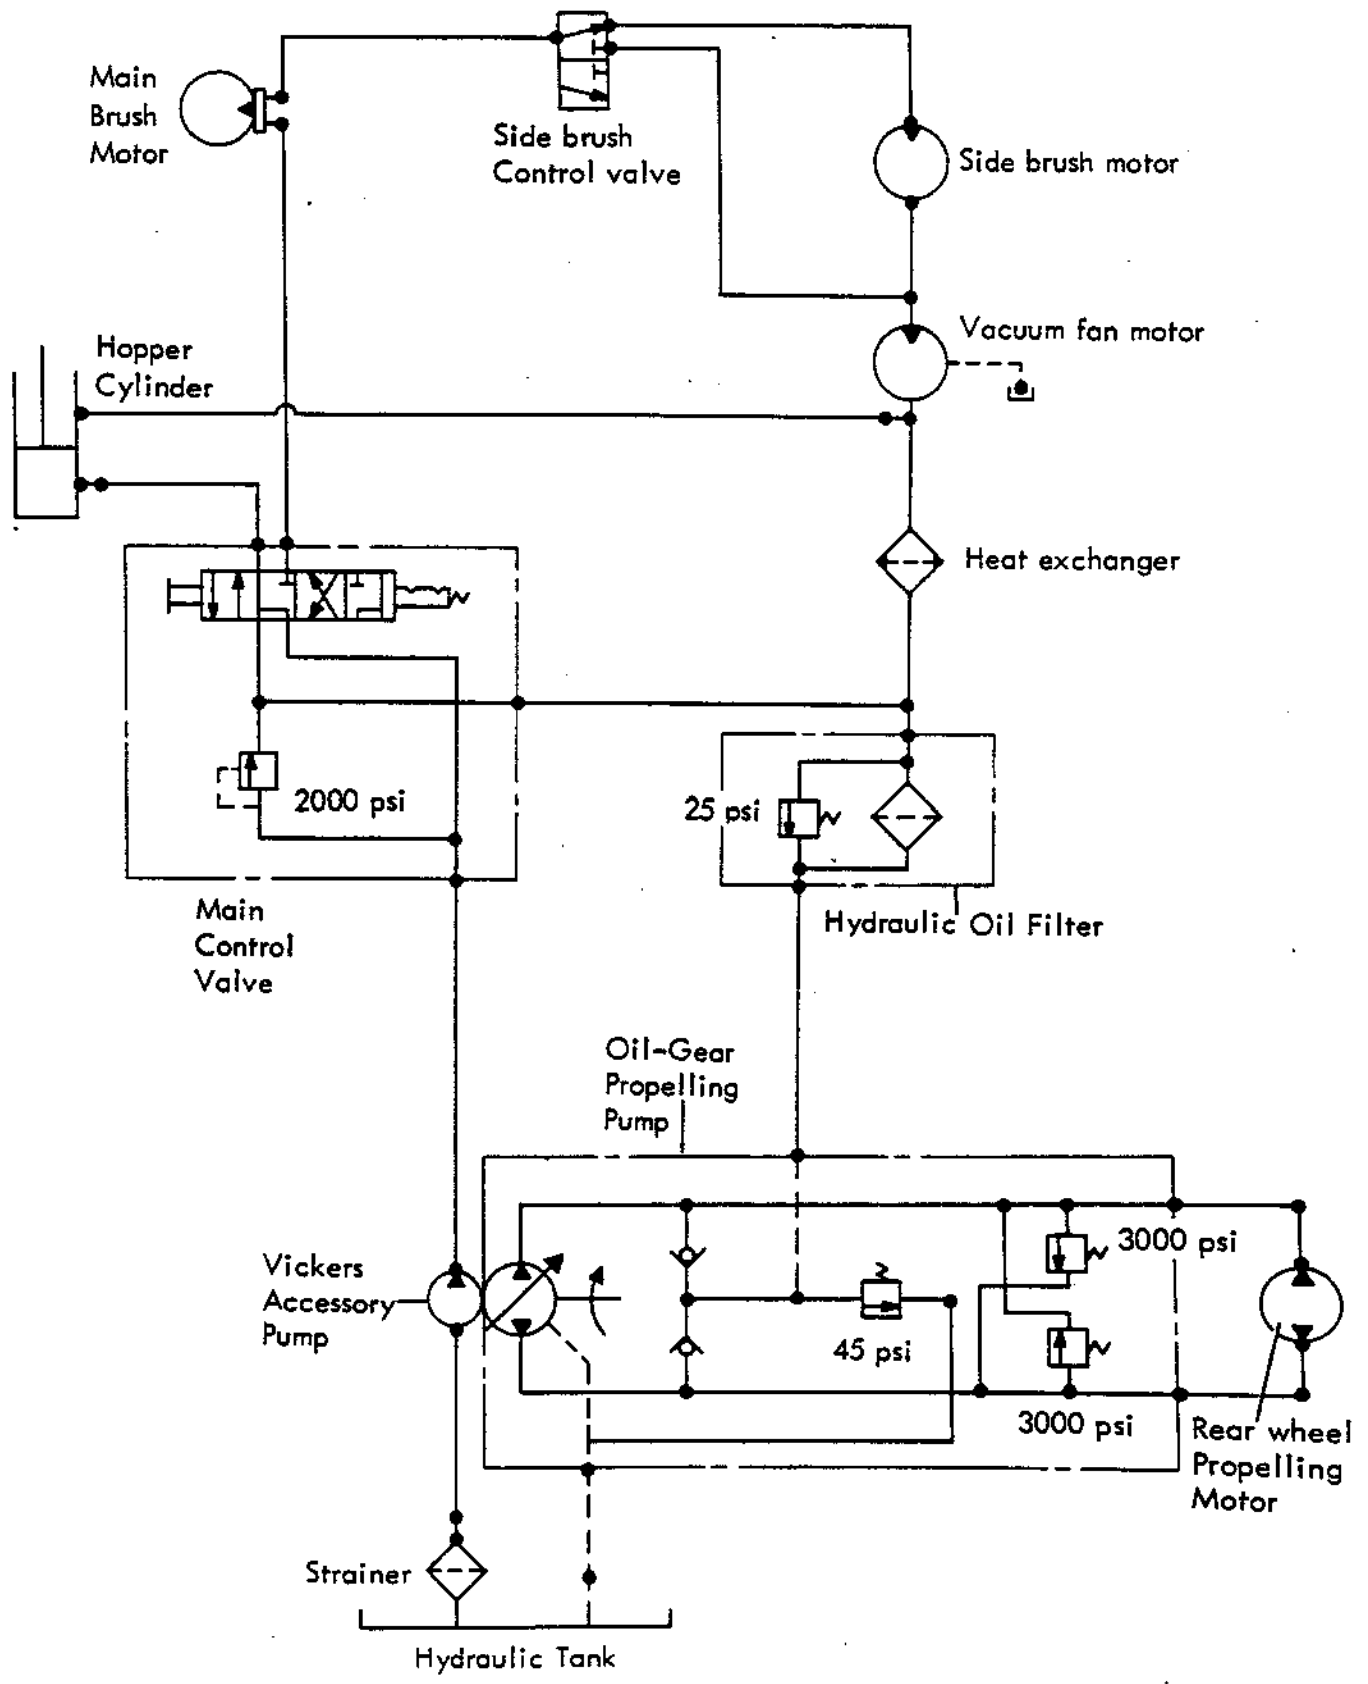 Main
Brush
Motor
Side brush
Control valve
Side brush motor
Vacuum fan motor
Hopper
Cylinder
Heat exchanger
2000 psi
25 psi
Main
Control
Valve
Hydraulic Oil Filter
Oil-Gear
Propelling
Pump
3000 psi
Vickers
Accessory
Pump
45 psi
3000 psi
Rear wheel
Propelling
Motor
Strainer
Hydraulic Tank